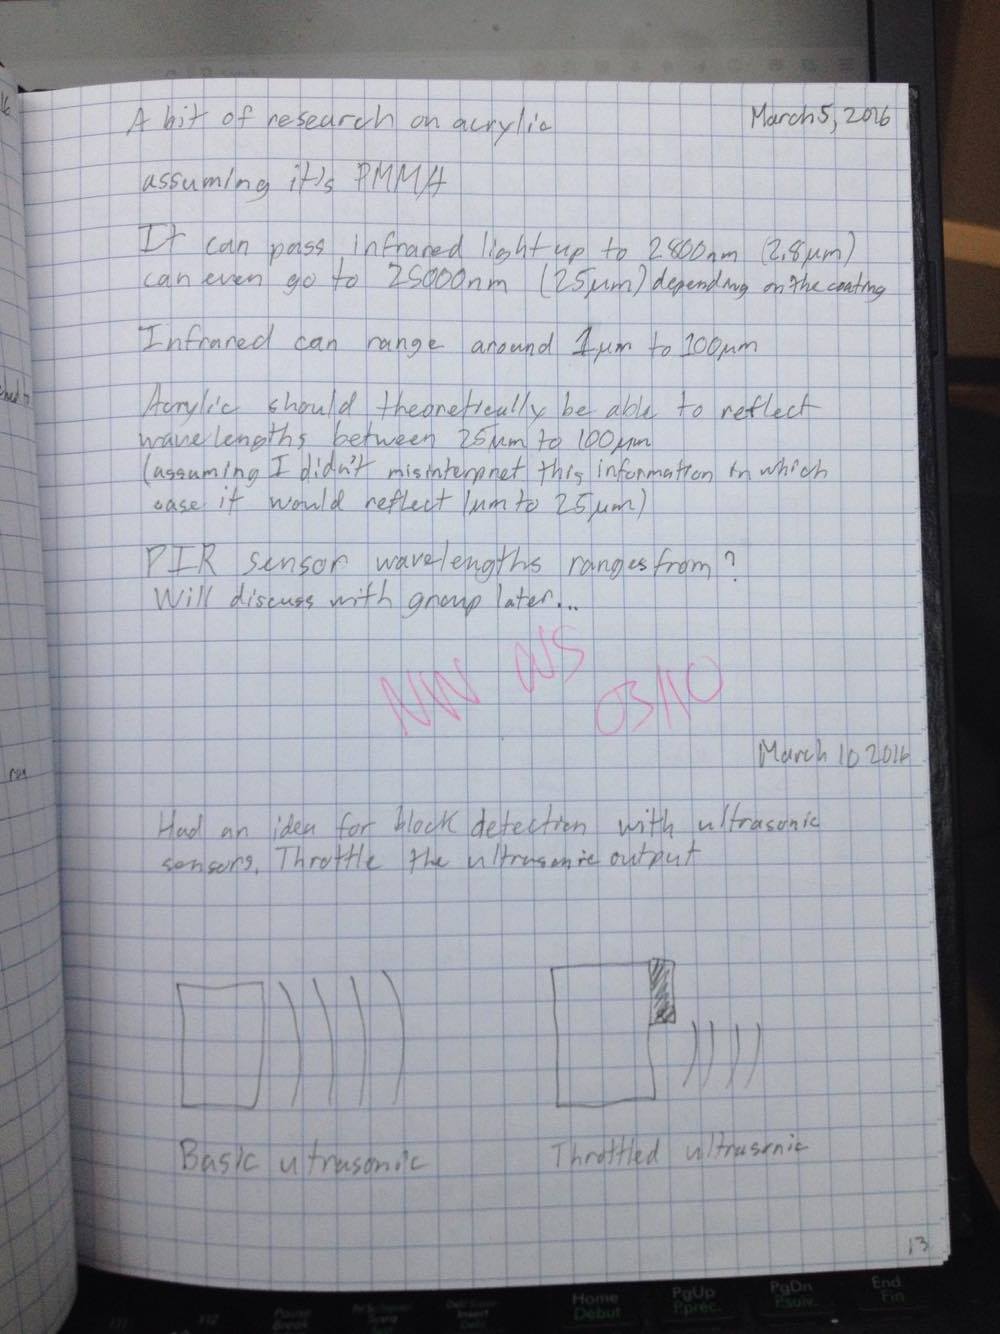 March 5, 2016
A bit of research on acrylic
assuming it's PMMA
It can pass infrared light up to 2800nm (2.8μm)
can even go to 25000nm (25μm) depending on the coating
Infrared can range around 1μm to 100μm
Acrylic should theoretically be able to reflect
wavelengths between 25μm to 100μm
(assuming I didn't misinterpret this information in which
case it would reflect 1μm to 25μm)
PIR sensor wavelengths ranges from?
Will discuss with group later...
NW WS 03/10
March 10 2016
Had an idea for block detection with ultrasonic
sensors. Throttle the ultrasonic output
Basic utrasonic
Throttled ultrasonic
13
Home
Début
PgUp
P.préc.
PgDn
P.suiv.
End
Fin